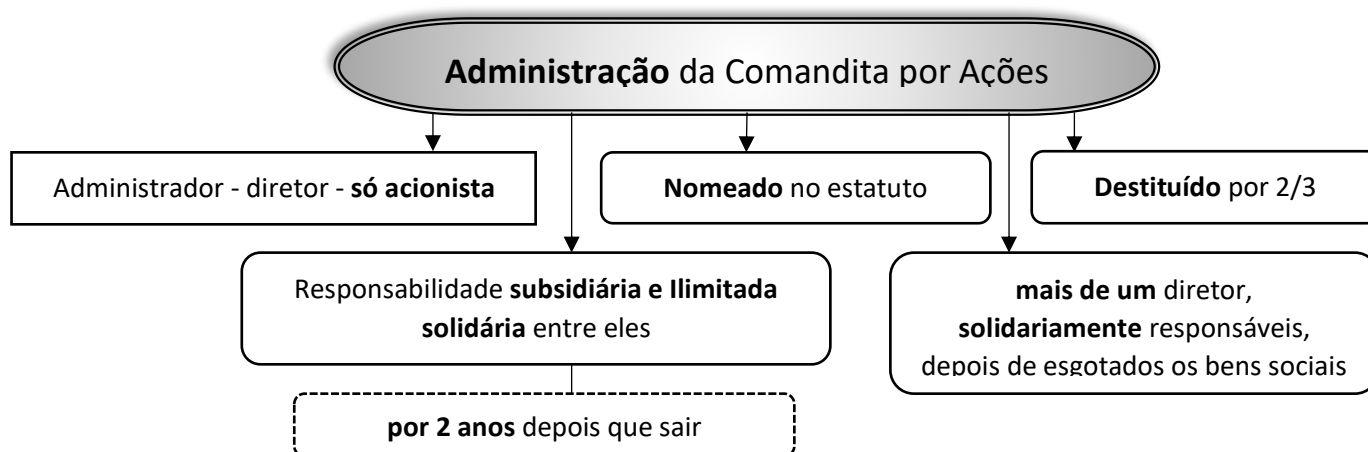 Administração da Comandita por Ações
Administrador - diretor - só acionista
Nomeado no estatuto
Destituído por 2/3
Responsabilidade subsidiária e Ilimitada
solidária entre eles
mais de um diretor,
solidariamente responsáveis,
depois de esgotados os bens sociais
por 2 anos depois que sair